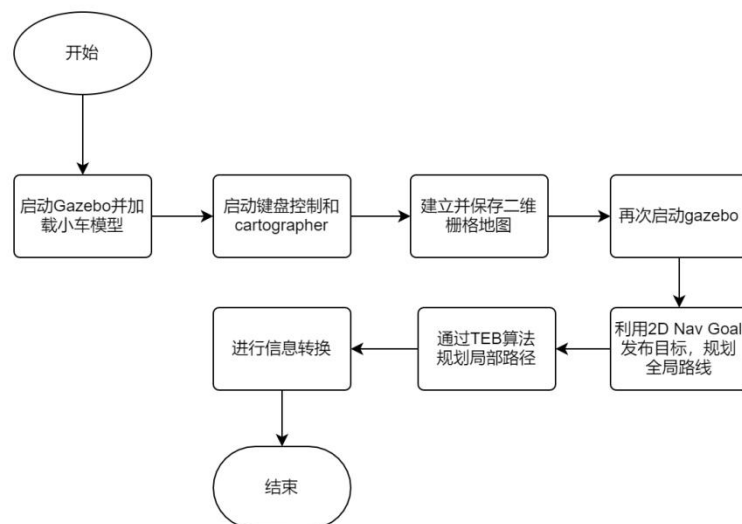 开始
启动Gazebo并加
载小车模型
启动键盘控制和
cartographer
建立并保存二维
栅格地图
再次启动gazebo
利用2D Nav Goal
发布目标，规划
全局路线
通过TEB算法
规划局部路径
进行信息转换
结束